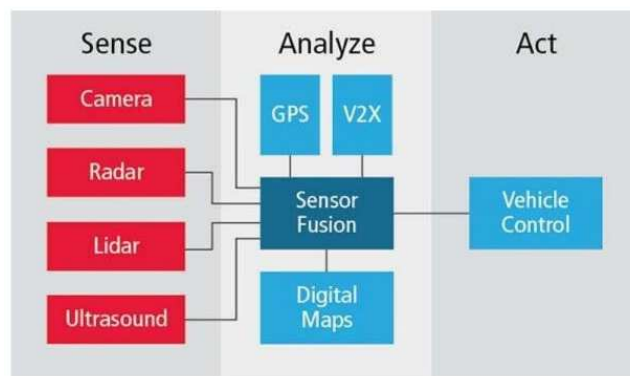 Sense
Analyze
Act
Camera
Radar
Lidar
Ultrasound
GPS
V2X
Sensor
Fusion
Digital
Maps
Vehicle
Control